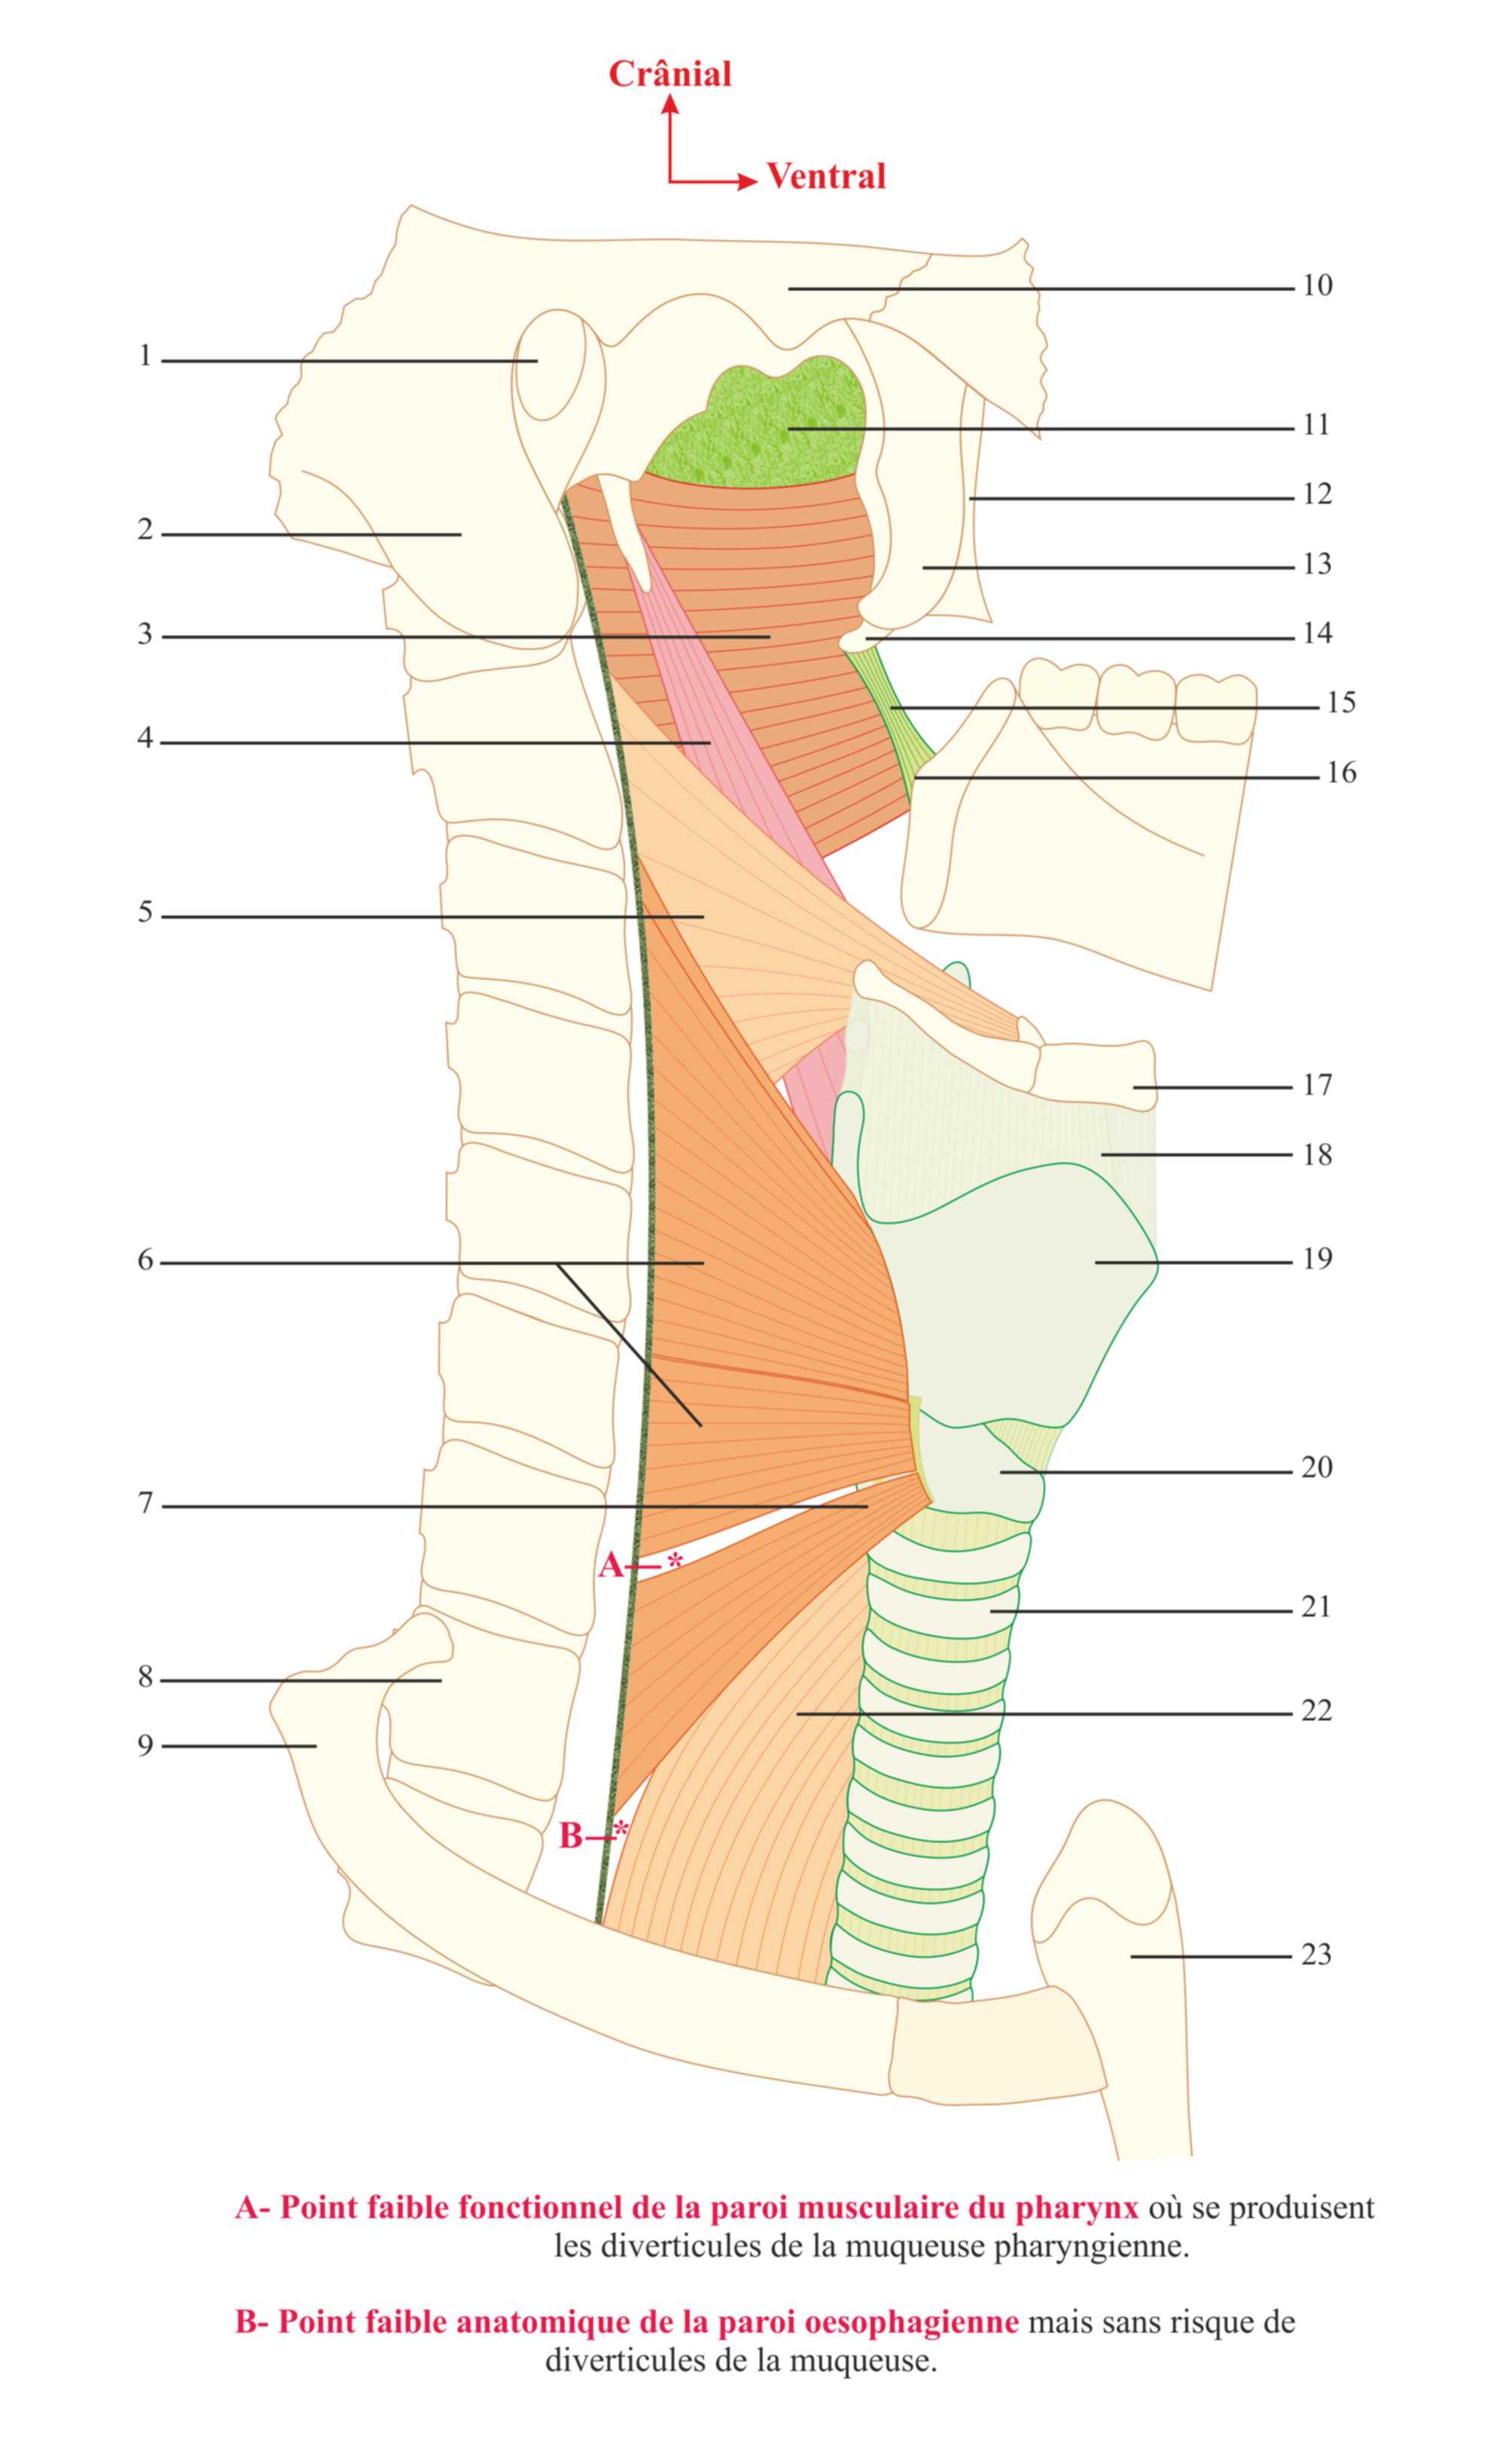 Crânial
Ventral
10
1
11
12
2
13
3
14
15
4
16
5
17
18
6
19
20
7
A—*
21
8
22
9
B—*
23
A- Point faible fonctionnel de la paroi musculaire du pharynx où se produisent
les diverticules de la muqueuse pharyngienne.
B- Point faible anatomique de la paroi oesophagienne mais sans risque de
diverticules de la muqueuse.